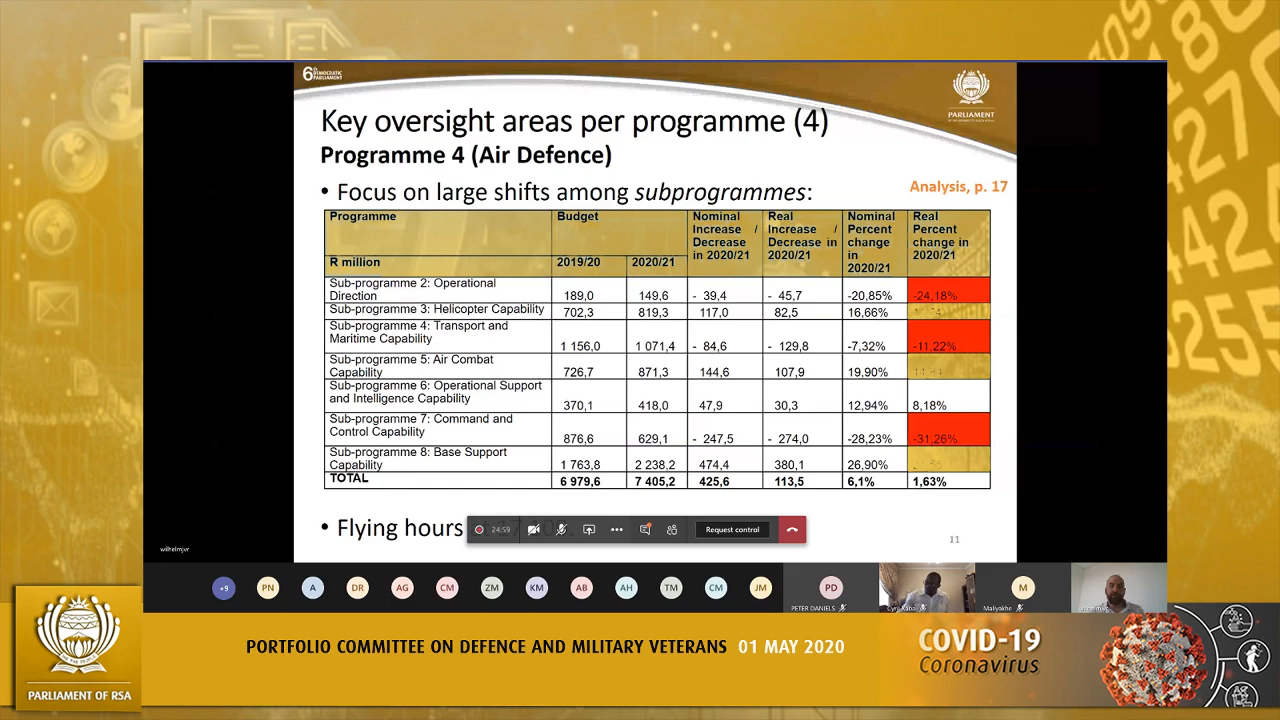 6TH DEMOCRATIC PARLIAMENT
PARLIAMENT
Key oversight areas per programme (4)
Programme 4 (Air Defence)
• Focus on large shifts among subprogrammes:
Analysis, p. 17
Programme Budget Nominal Increase / Decrease in 2020/21 Real Increase / Decrease in 2020/21 Nominal Percent change in 2020/21 Real Percent change in 2020/21
R million 2019/20 2020/21
Sub-programme 2: Operational Direction 189,0 149,6 - 39,4 - 45,7 -20,85% -24,18%
Sub-programme 3: Helicopter Capability 702,3 819,3 117,0 82,5 16,66%
Sub-programme 4: Transport and Maritime Capability 1 156,0 1 071,4 - 84,6 - 129,8 -7,32% -11,22%
Sub-programme 5: Air Combat Capability 726,7 871,3 144,6 107,9 19,90%
Sub-programme 6: Operational Support and Intelligence Capability 370,1 418,0 47,9 30,3 12,94% 8,18%
Sub-programme 7: Command and Control Capability 876,6 629,1 - 247,5 - 274,0 -28,23% -31,26%
Sub-programme 8: Base Support Capability 1 763,8 2 238,2 474,4 380,1 26,90%
TOTAL 6 979,6 7 405,2 425,6 113,5 6,1% 1,63%
• Flying hours
24:59
Request control
11
wilhelmjvr
+9 PN A DR AG CM ZM KM AB AH TM CM JM PD M
PETER DANIELS
PORTFOLIO COMMITTEE ON DEFENCE AND MILITARY VETERANS 01 MAY 2020
COVID-19
Coronavirus
PARLIAMENT OF RSA